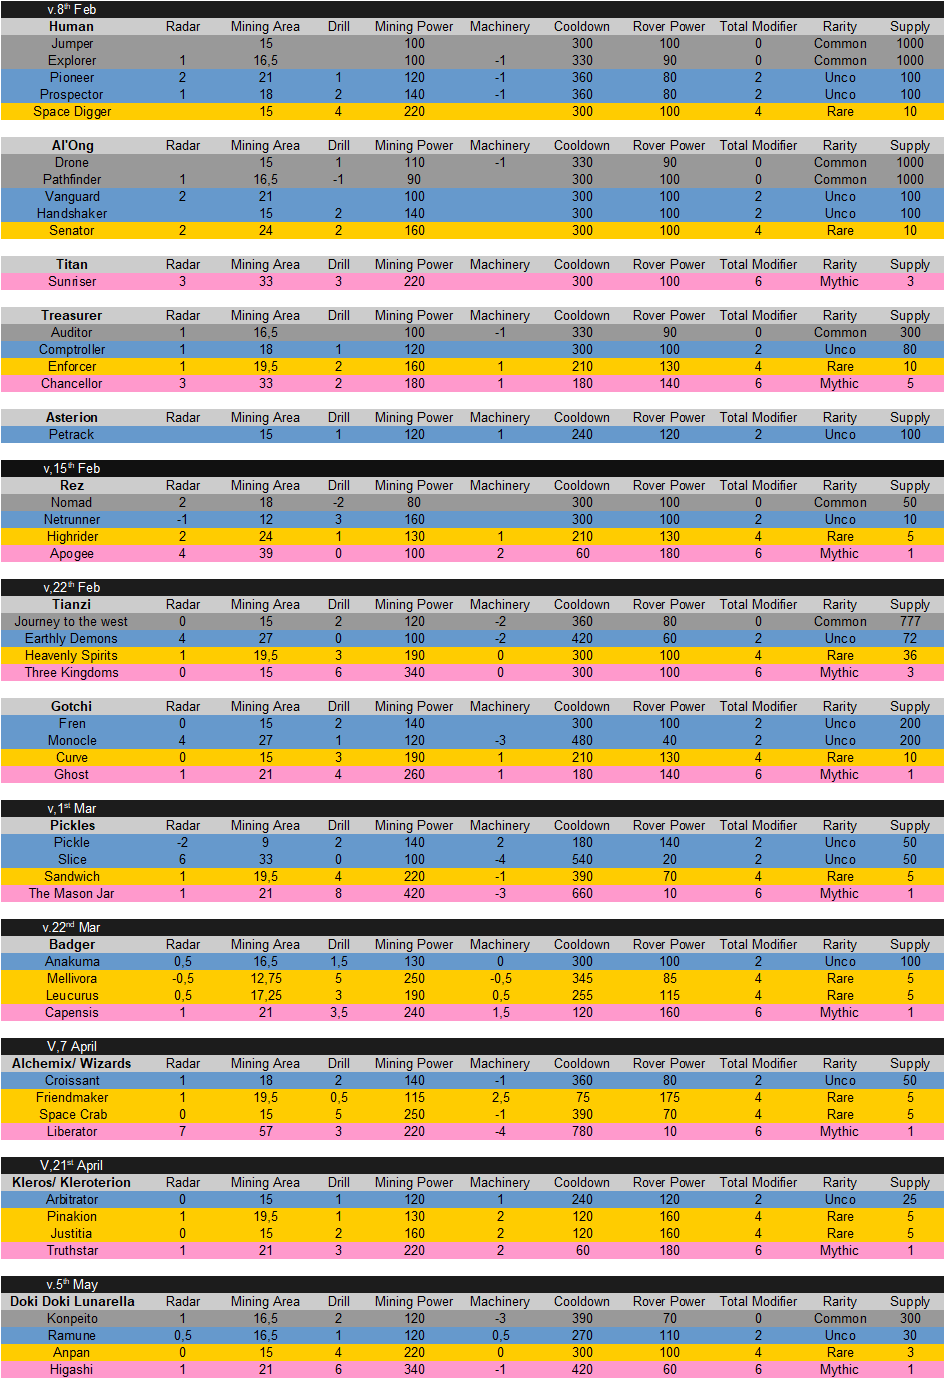 v.8th Feb
Human Radar Mining Area Drill Mining Power Machinery Cooldown Rover Power Total Modifier Rarity Supply
Jumper 15 100 300 100 0 Common 1000
Explorer 1 16,5 100 -1 330 90 0 Common 1000
Pioneer 2 21 1 120 -1 360 80 2 Unco 100
Prospector 1 18 2 140 -1 360 80 2 Unco 100
Space Digger 15 4 220 300 100 4 Rare 10
Al'Ong Radar Mining Area Drill Mining Power Machinery Cooldown Rover Power Total Modifier Rarity Supply
Drone 15 1 110 -1 330 90 0 Common 1000
Pathfinder 1 16,5 -1 90 300 100 0 Common 1000
Vanguard 2 21 100 300 100 2 Unco 100
Handshaker 15 2 140 300 100 2 Unco 100
Senator 2 24 2 160 300 100 4 Rare 10
Titan Radar Mining Area Drill Mining Power Machinery Cooldown Rover Power Total Modifier Rarity Supply
Sunriser 3 33 3 220 300 100 6 Mythic 3
Treasurer Radar Mining Area Drill Mining Power Machinery Cooldown Rover Power Total Modifier Rarity Supply
Auditor 1 16,5 100 -1 330 90 0 Common 300
Comptroller 1 18 1 120 300 100 2 Unco 80
Enforcer 1 19,5 2 160 1 210 130 4 Rare 10
Chancellor 3 33 2 180 1 180 140 6 Mythic 5
Asterion Radar Mining Area Drill Mining Power Machinery Cooldown Rover Power Total Modifier Rarity Supply
Petrack 15 1 120 1 240 120 2 Unco 100
v,15th Feb
Rez Radar Mining Area Drill Mining Power Machinery Cooldown Rover Power Total Modifier Rarity Supply
Nomad 2 18 -2 80 300 100 0 Common 50
Netrunner -1 12 3 160 300 100 2 Unco 10
Highrider 2 24 1 130 1 210 130 4 Rare 5
Apogee 4 39 0 100 2 60 180 6 Mythic 1
v,22th Feb
Tianzi Radar Mining Area Drill Mining Power Machinery Cooldown Rover Power Total Modifier Rarity Supply
Journey to the west 0 15 2 120 -2 360 80 0 Common 777
Earthly Demons 4 27 0 100 -2 420 60 2 Unco 72
Heavenly Spirits 1 19,5 3 190 0 300 100 4 Rare 36
Three Kingdoms 0 15 6 340 0 300 100 6 Mythic 3
Gotchi Radar Mining Area Drill Mining Power Machinery Cooldown Rover Power Total Modifier Rarity Supply
Fren 0 15 2 140 300 100 2 Unco 200
Monocle 4 27 1 120 -3 480 40 2 Unco 200
Curve 0 15 3 190 1 210 130 4 Rare 10
Ghost 1 21 4 260 1 180 140 6 Mythic 1
v,1st Mar
Pickles Radar Mining Area Drill Mining Power Machinery Cooldown Rover Power Total Modifier Rarity Supply
Pickle -2 9 2 140 2 180 140 2 Unco 50
Slice 6 33 0 100 -4 540 20 2 Unco 50
Sandwich 1 19,5 4 220 -1 390 70 4 Rare 5
The Mason Jar 1 21 8 420 -3 660 10 6 Mythic 1
v.22nd Mar
Badger Radar Mining Area Drill Mining Power Machinery Cooldown Rover Power Total Modifier Rarity Supply
Anakuma 0,5 16,5 1,5 130 0 300 100 2 Unco 100
Mellivora -0,5 12,75 5 250 -0,5 345 85 4 Rare 5
Leucurus 0,5 17,25 3 190 0,5 255 115 4 Rare 5
Capensis 1 21 3,5 240 1,5 120 160 6 Mythic 1
V,7 April
Alchemix/ Wizards Radar Mining Area Drill Mining Power Machinery Cooldown Rover Power Total Modifier Rarity Supply
Croissant 1 18 2 140 -1 360 80 2 Unco 50
Friendmaker 1 19,5 0,5 115 2,5 75 175 4 Rare 5
Space Crab 0 15 5 250 -1 390 70 4 Rare 5
Liberator 7 57 3 220 -4 780 10 6 Mythic 1
V,21st April
Kleros/ Kleroterion Radar Mining Area Drill Mining Power Machinery Cooldown Rover Power Total Modifier Rarity Supply
Arbitrator 0 15 1 120 1 240 120 2 Unco 25
Pinakion 1 19,5 1 130 2 120 160 4 Rare 5
Justitia 0 15 2 160 2 120 160 4 Rare 5
Truthstar 1 21 3 220 2 60 180 6 Mythic 1
v.5th May
Doki Doki Lunarella Radar Mining Area Drill Mining Power Machinery Cooldown Rover Power Total Modifier Rarity Supply
Konpeito 1 16,5 2 120 -3 390 70 0 Common 300
Ramune 0,5 16,5 1 120 0,5 270 110 2 Unco 30
Anpan 0 15 4 220 0 300 100 4 Rare 3
Higashi 1 21 6 340 -1 420 60 6 Mythic 1